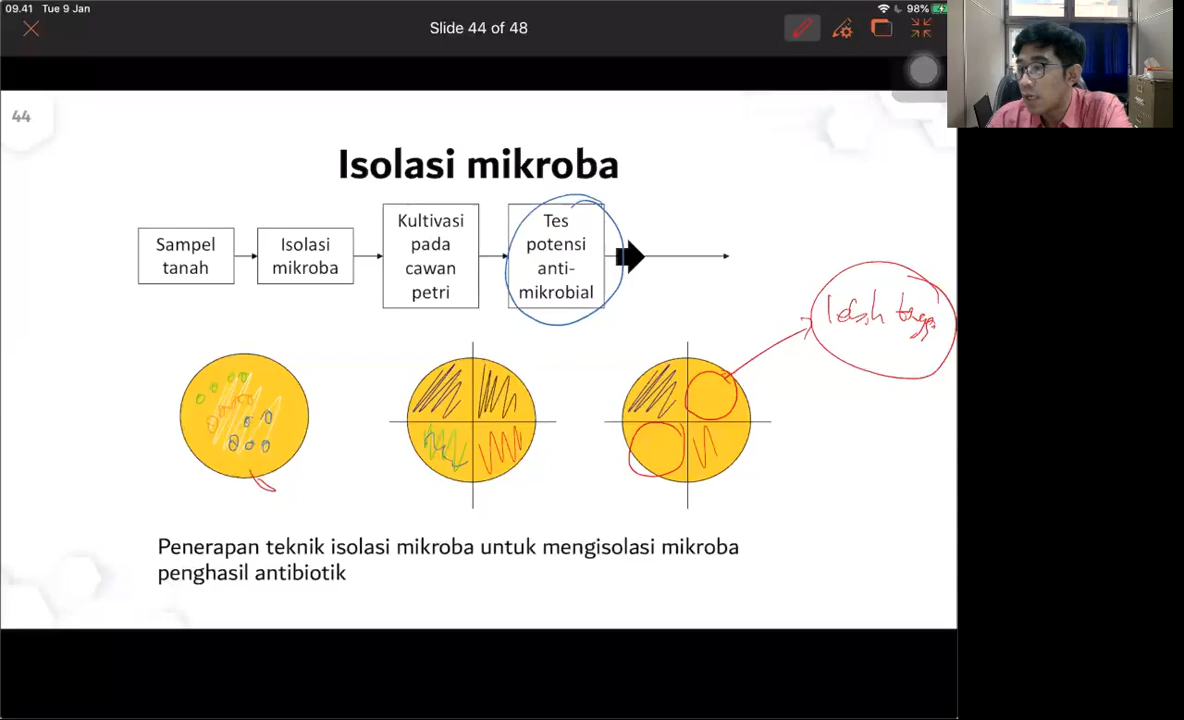 09.41 Tue 9 Jan
98%
Slide 44 of 48
44
Isolasi mikroba
Sampel
tanah
Isolasi
mikroba
Kultivasi
pada
cawan
petri
Tes
potensi
anti-
mikrobial
Penerapan teknik isolasi mikroba untuk mengisolasi mikroba
penghasil antibiotik